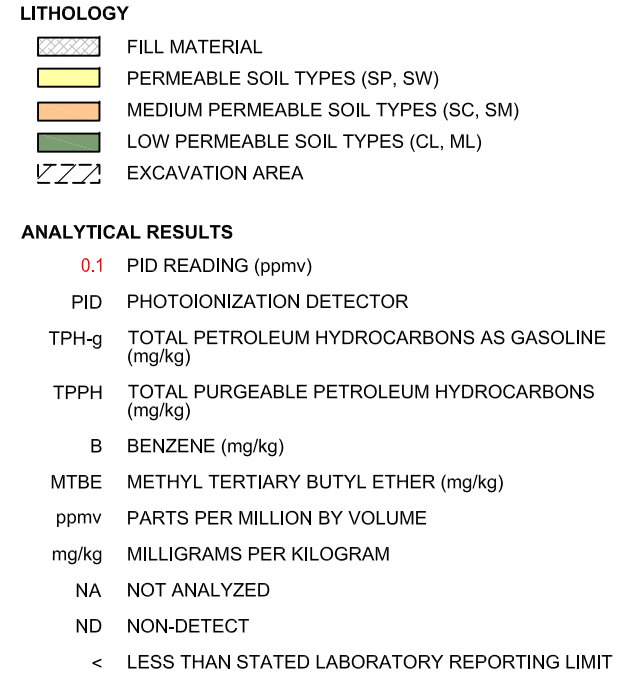 LITHOLOGY
FILL MATERIAL
PERMEABLE SOIL TYPES (SP, SW)
MEDIUM PERMEABLE SOIL TYPES (SC, SM)
LOW PERMEABLE SOIL TYPES (CL, ML)
EXCAVATION AREA
ANALYTICAL RESULTS
0.1 PID READING (ppmv)
PID PHOTOIONIZATION DETECTOR
TPH-g TOTAL PETROLEUM HYDROCARBONS AS GASOLINE
(mg/kg)
TPPH TOTAL PURGEABLE PETROLEUM HYDROCARBONS
(mg/kg)
B BENZENE (mg/kg)
MTBE METHYL TERTIARY BUTYL ETHER (mg/kg)
ppmv PARTS PER MILLION BY VOLUME
mg/kg MILLIGRAMS PER KILOGRAM
NA NOT ANALYZED
ND NON-DETECT
< LESS THAN STATED LABORATORY REPORTING LIMIT